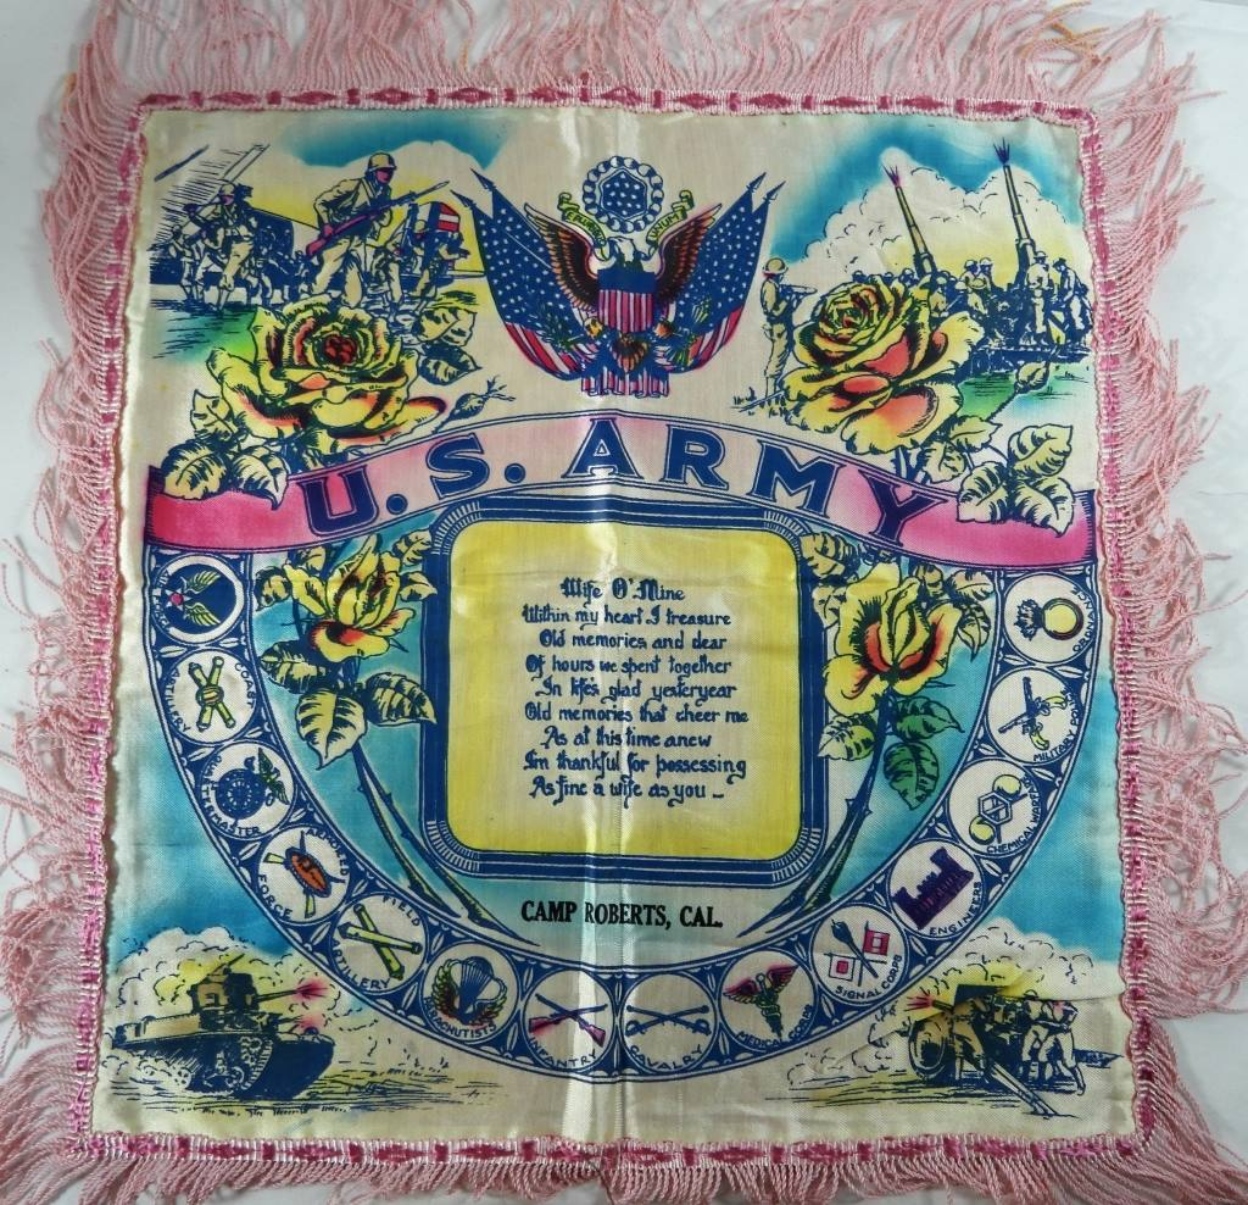 E PLURIBUS UNUM
U.S. ARMY
Wife O' Mine
Within my heart I treasure
Old memories and dear
Of hours we spent together
In life's glad yesteryear
Old memories that cheer me
As at this time anew
I'm thankful for possessing
As fine a wife as you —
CAMP ROBERTS, CAL.
COAST ARTILLERY
QUARTERMASTER
ARMORED FORCE
FIELD ARTILLERY
PARACHUTISTS
INFANTRY
CAVALRY
MEDICAL CORPS
SIGNAL CORPS
ENGINEERS
CHEMICAL WORFARE
MILITARY POLICE
ORDNANCE